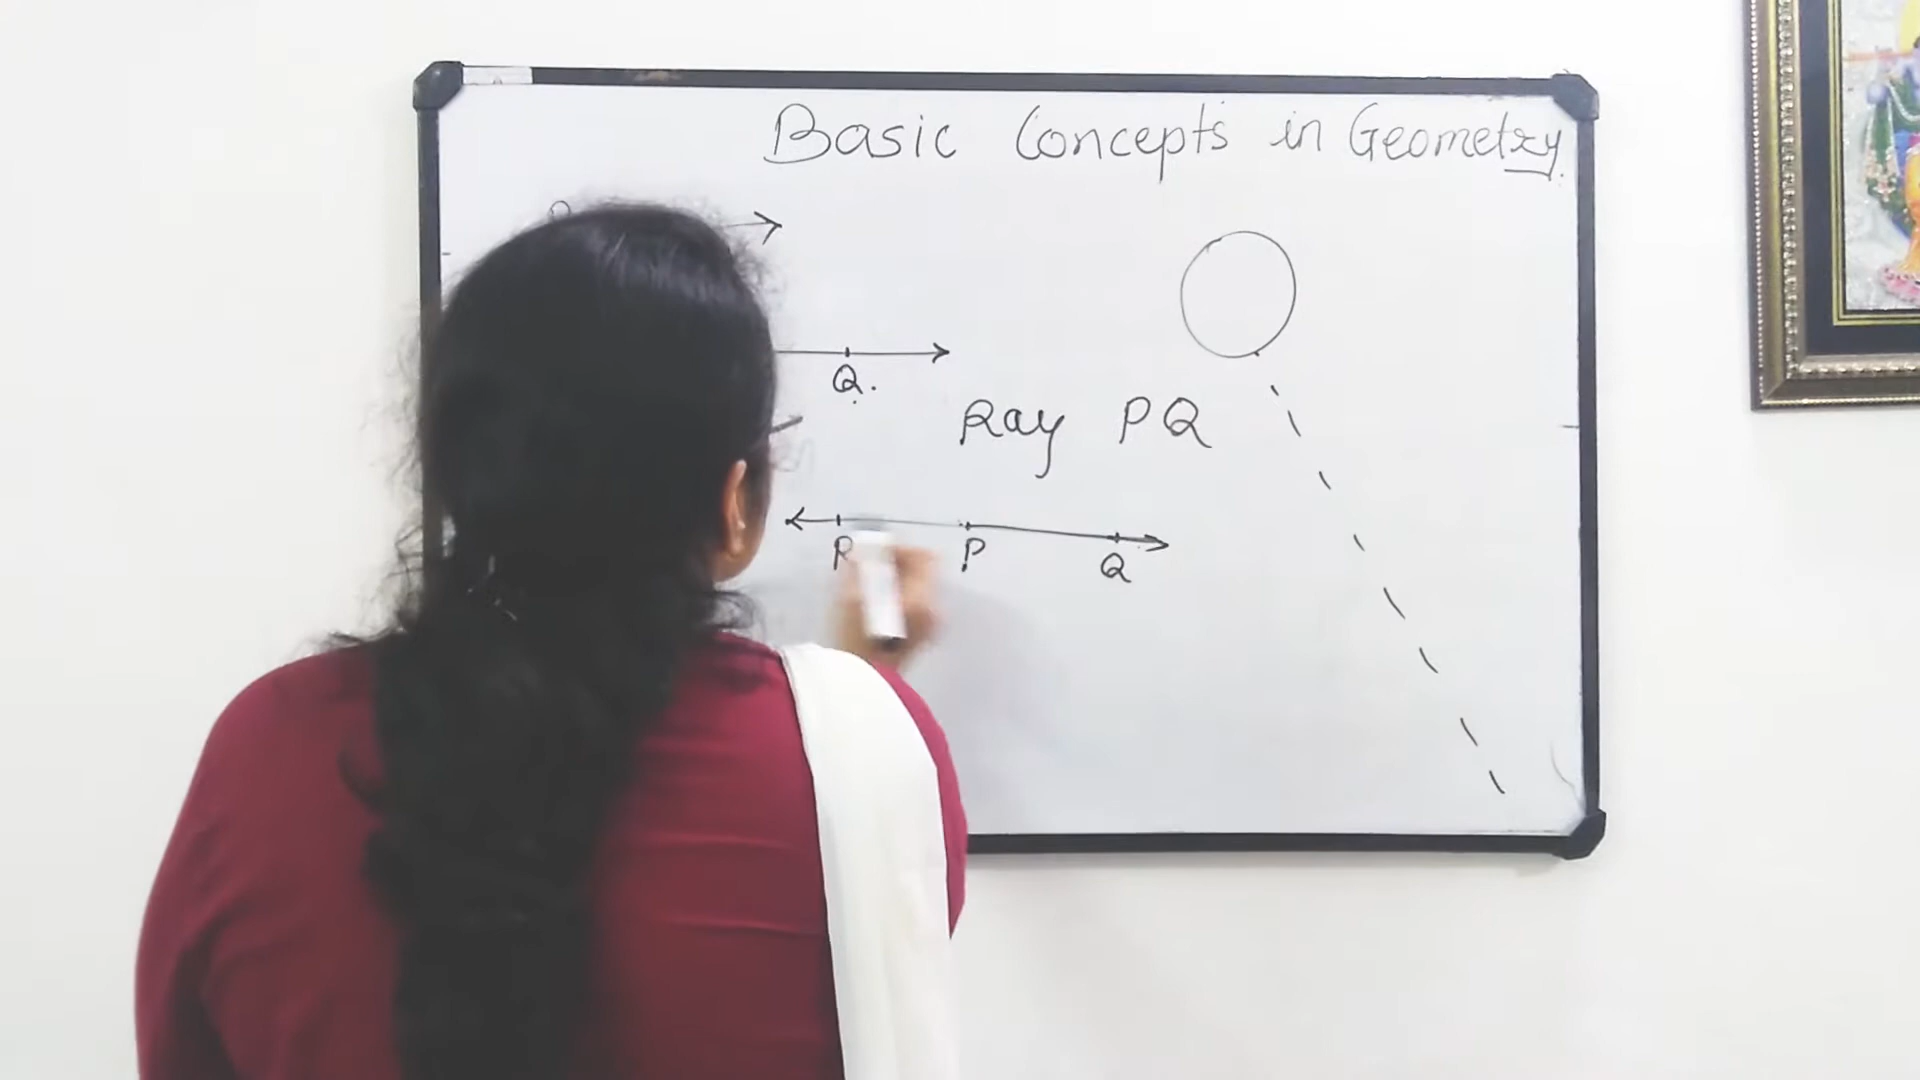 Basic Concepts in Geometry.
Q.
Ray PQ
R P Q